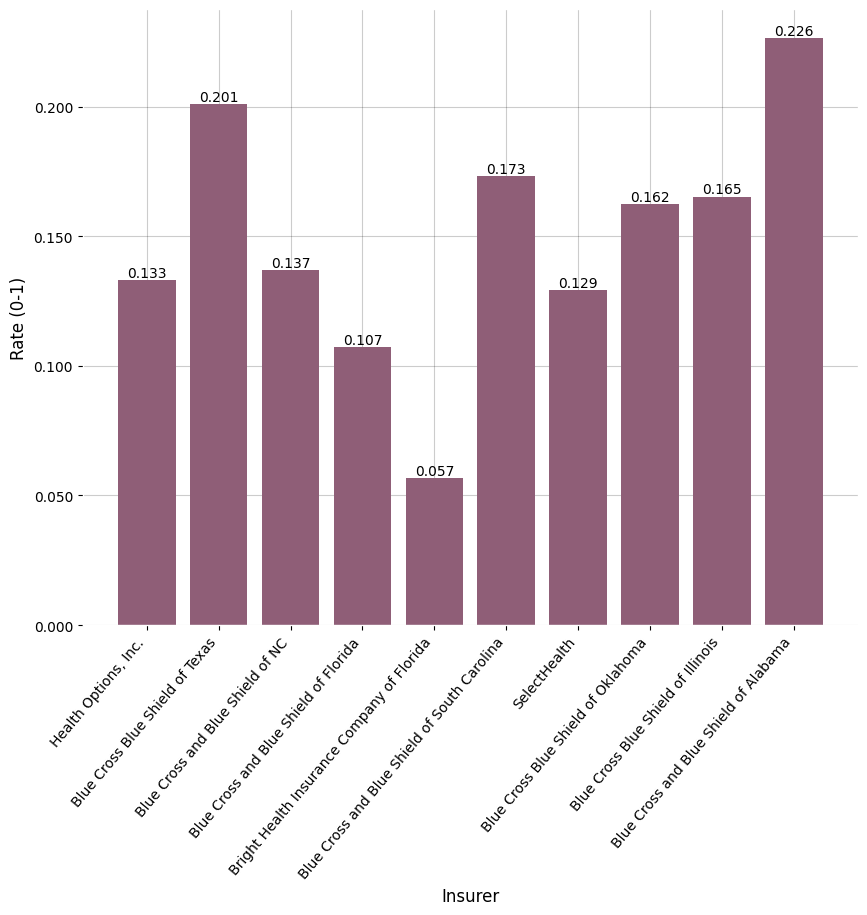 0.226
0.201
0.200
0.173
0.165
0.162
0.150
0.137
0.133
0.129
0.107
0.100
0.057
0.050
0.000
Rate (0-1)
Health Options, Inc.
Blue Cross Blue Shield of Texas
Blue Cross and Blue Shield of NC
Blue Cross and Blue Shield of Florida
Bright Health Insurance Company of Florida
Blue Cross and Blue Shield of South Carolina
SelectHealth
Blue Cross Blue Shield of Oklahoma
Blue Cross Blue Shield of Illinois
Blue Cross and Blue Shield of Alabama
Insurer